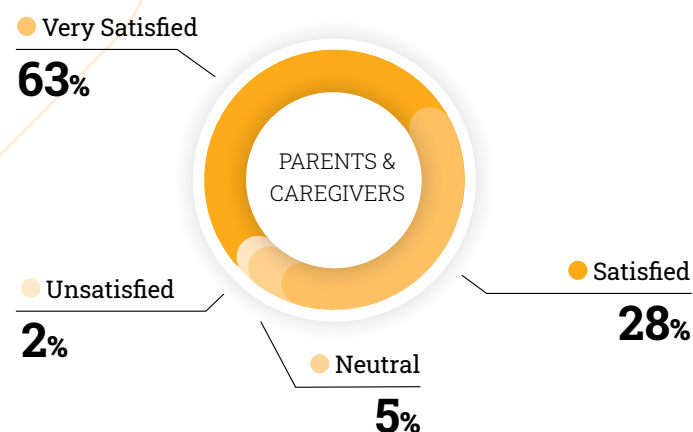 Very Satisfied
63%
PARENTS &
CAREGIVERS
Unsatisfied
2%
Satisfied
28%
Neutral
5%